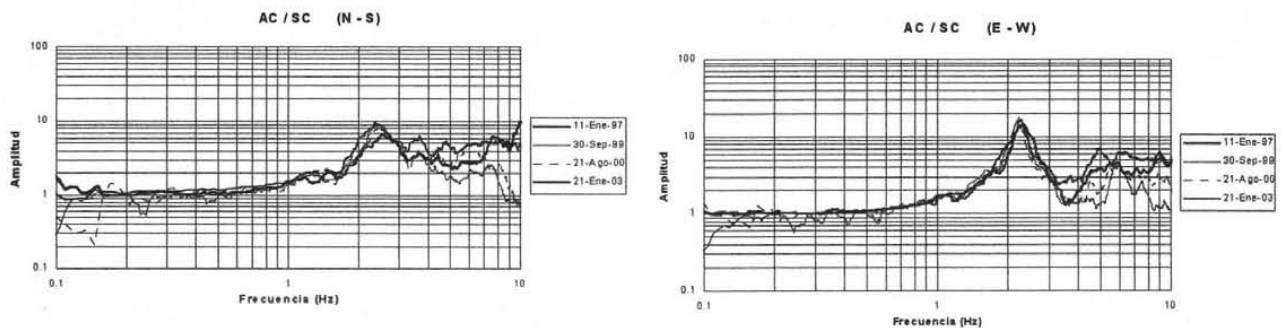 AC / SC (N - S)
Amplitud
100
10
1
0.1
0.1
1
10
Frecuencia (Hz)
11-Ene-97
30-Sep-99
21-Ago-00
21-Ene-03
AC / SC (E - W)
Amplitud
100
10
1
0.1
0.1
1
10
Frecuencia (Hz)
11-Ene-97
30-Sep-99
21-Ago-00
21-Ene-03